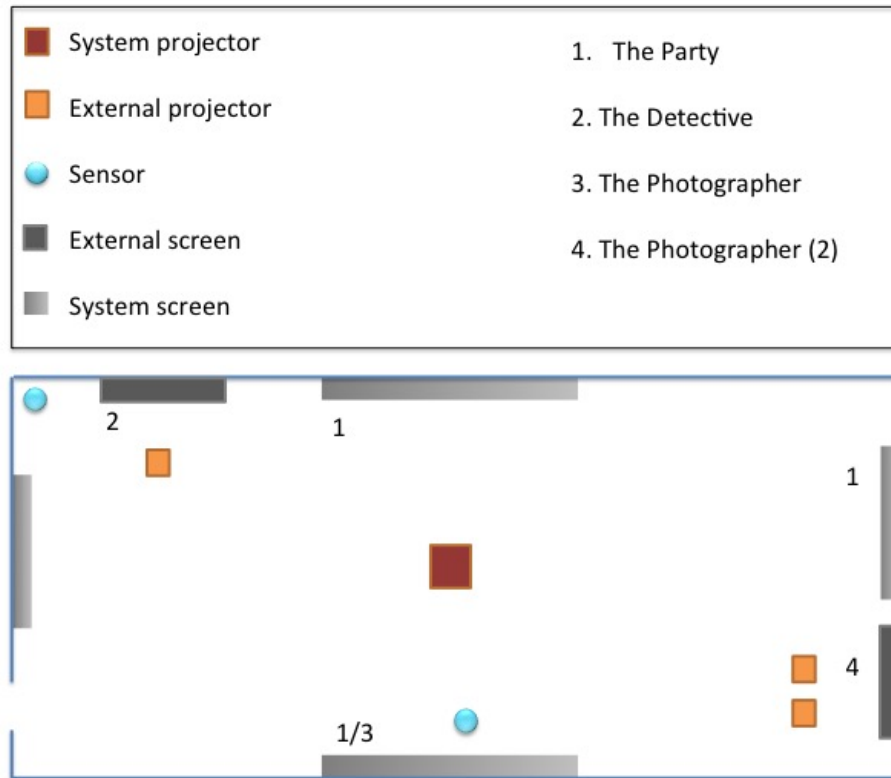 System projector
External projector
Sensor
External screen
System screen
1. The Party
2. The Detective
3. The Photographer
4. The Photographer (2)
2
1
1
4
1/3